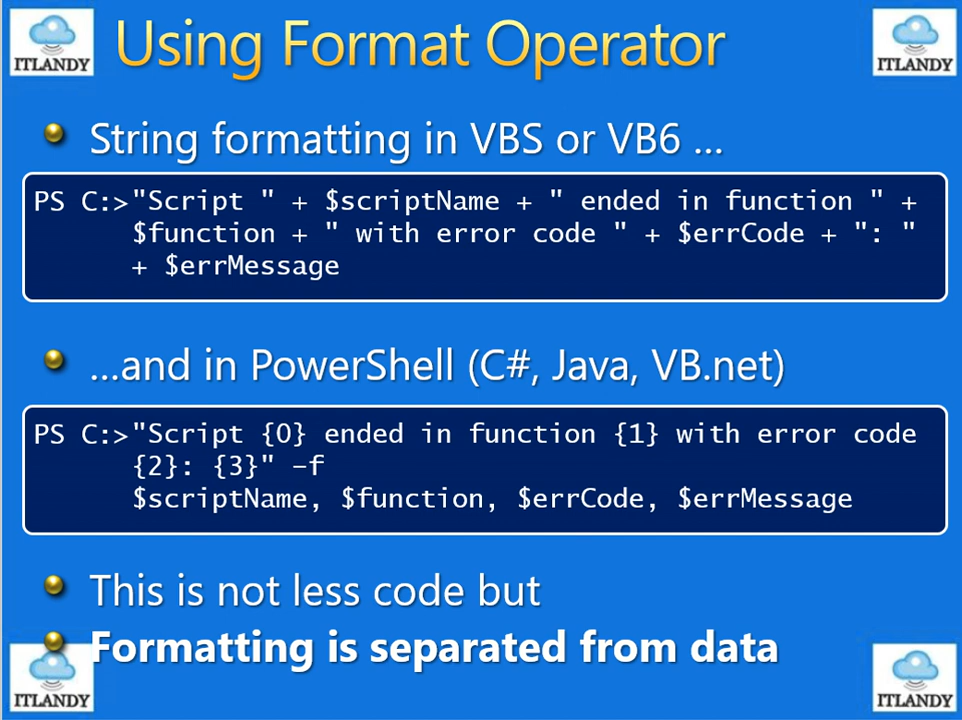 ITLANDY
Using Format Operator
ITLANDY
String formatting in VBS or VB6 ...
PS C:>"Script " + $scriptName + " ended in function " +
$function + " with error code " + $errCode + ": "
+ $errMessage
...and in PowerShell (C#, Java, VB.net)
PS C:>"Script {0} ended in function {1} with error code
{2}: {3}" –f
$scriptName, $function, $errCode, $errMessage
This is not less code but
Formatting is separated from data
ITLANDY
ITLANDY